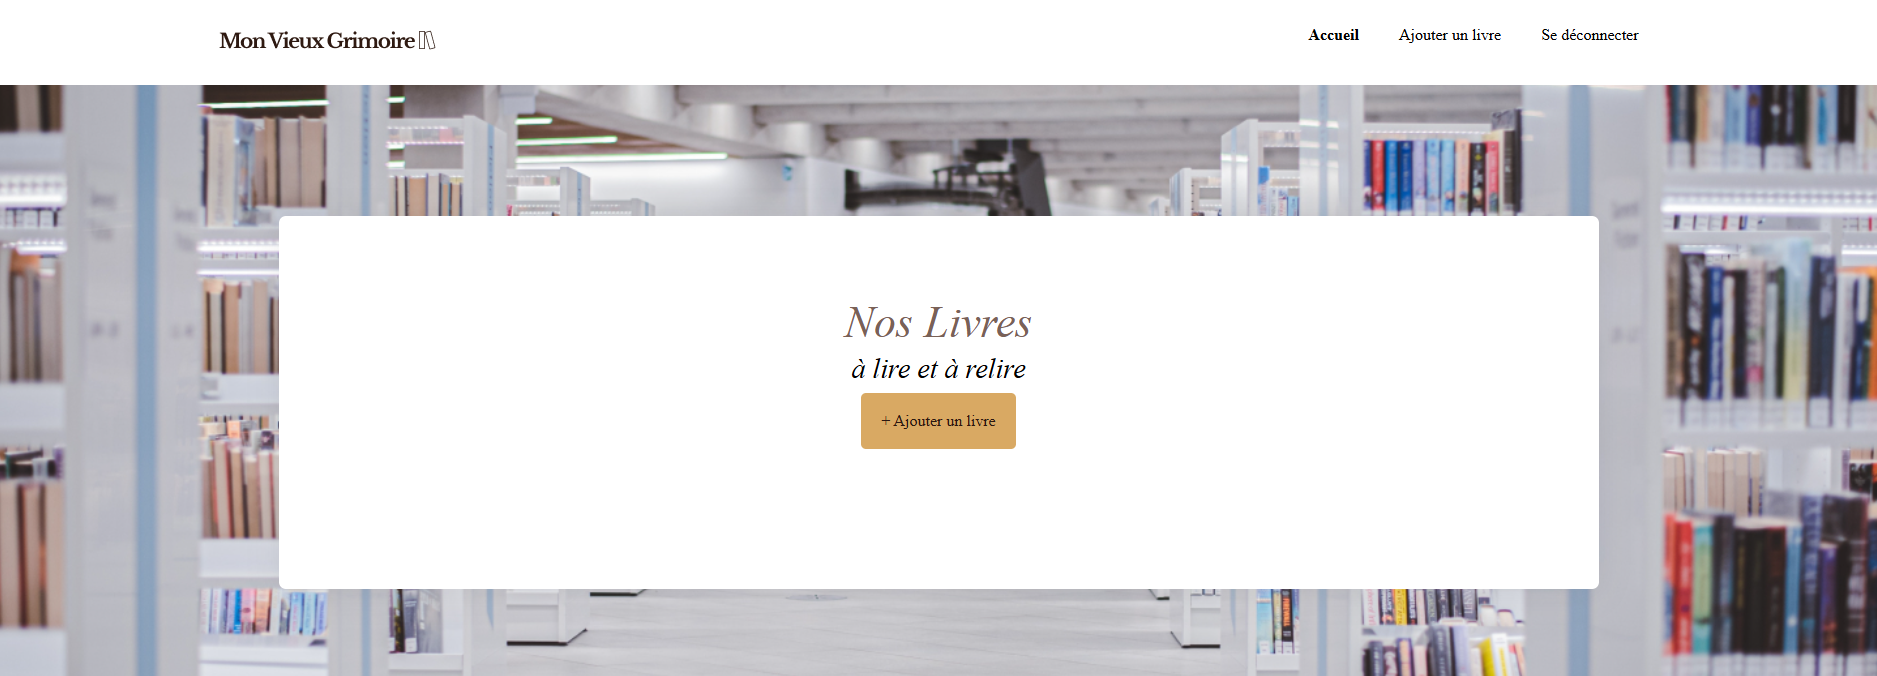 Mon Vieux Grimoire
Accueil
Ajouter un livre
Se déconnecter
Nos Livres
à lire et à relire
+ Ajouter un livre